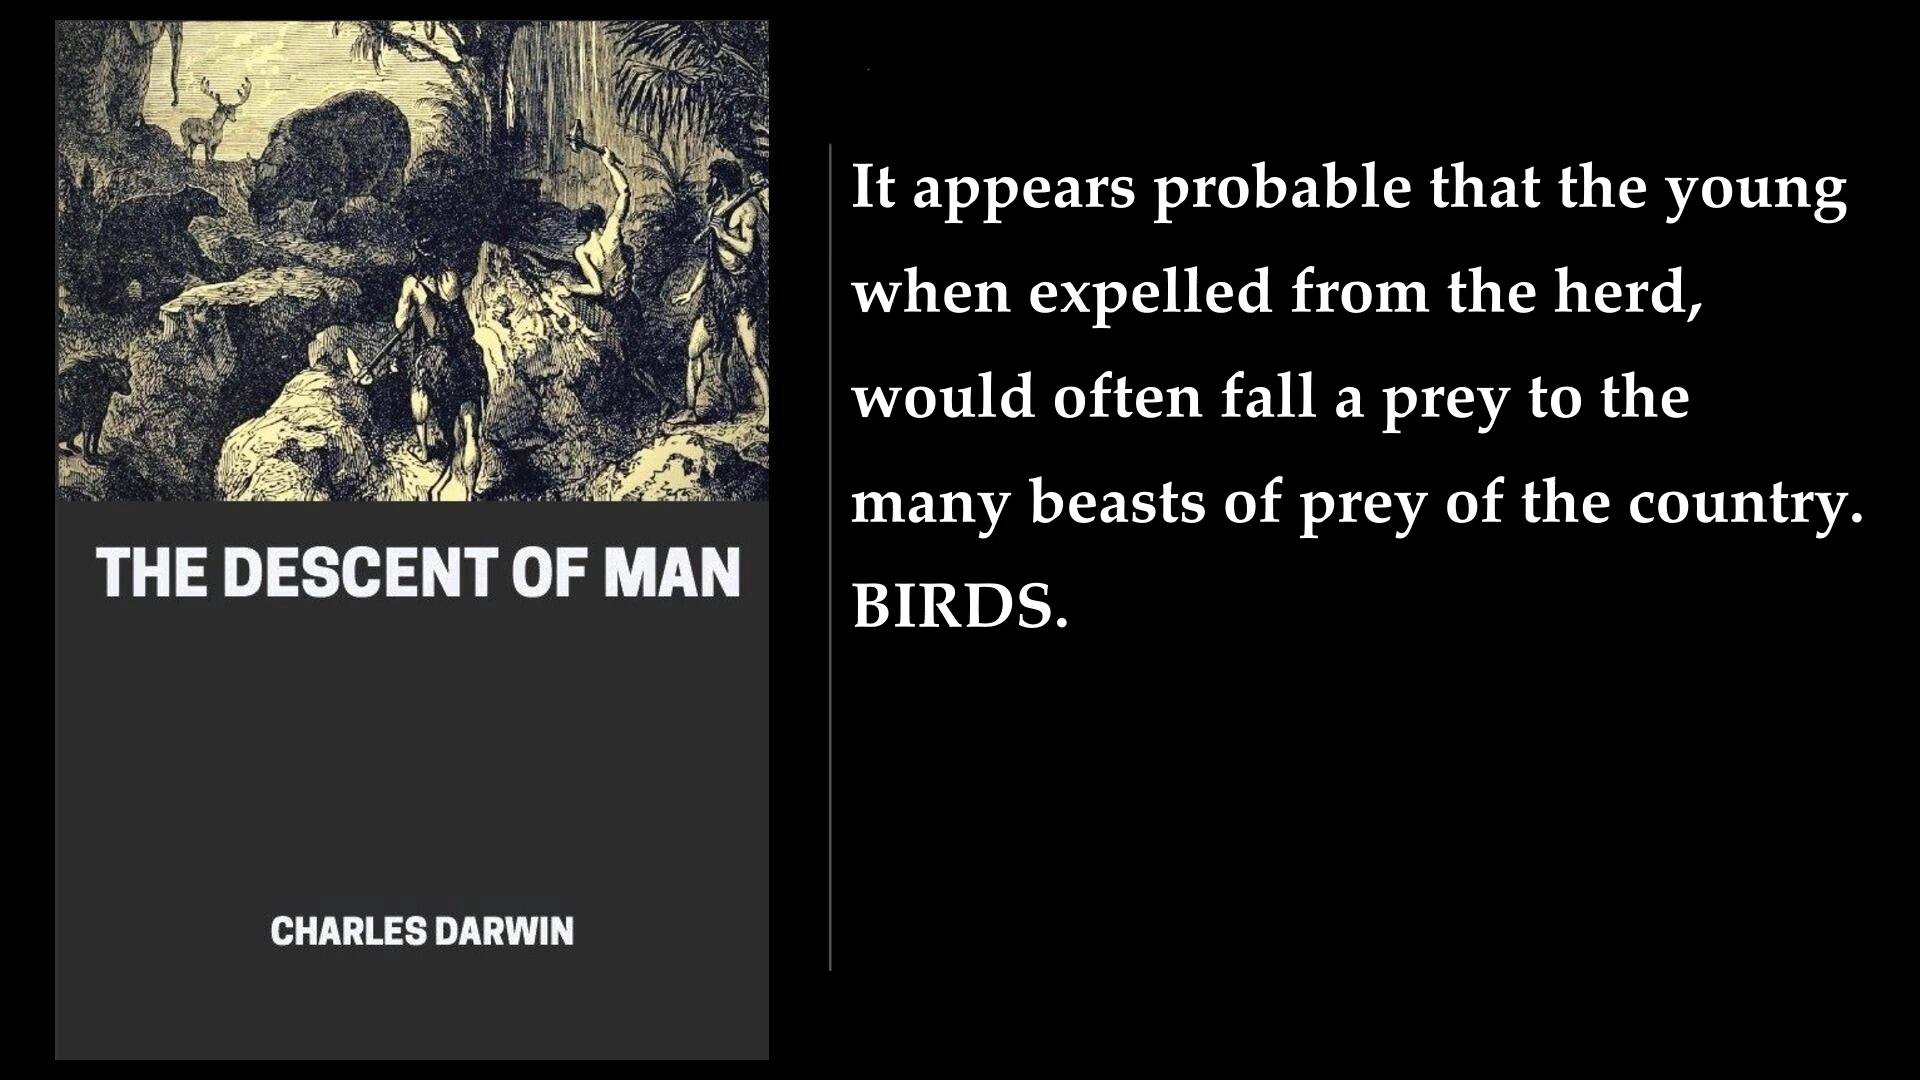 THE DESCENT OF MAN
CHARLES DARWIN
It appears probable that the young
when expelled from the herd,
would often fall a prey to the
many beasts of prey of the country.
BIRDS.